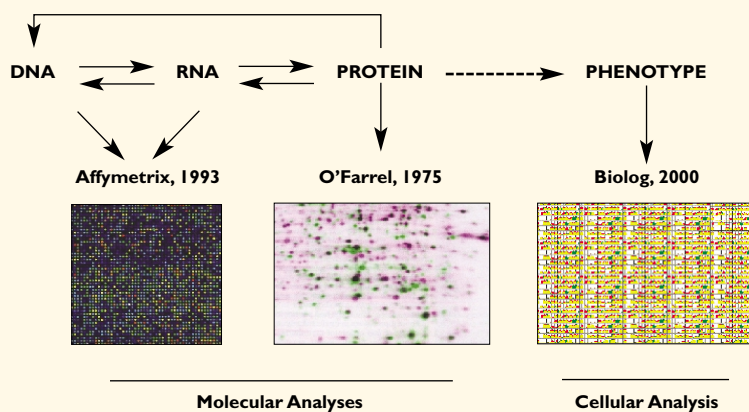 DNA RNA PROTEIN PHENOTYPE
Affymetrix, 1993 O'Farrel, 1975 Biolog, 2000
Molecular Analyses Cellular Analysis